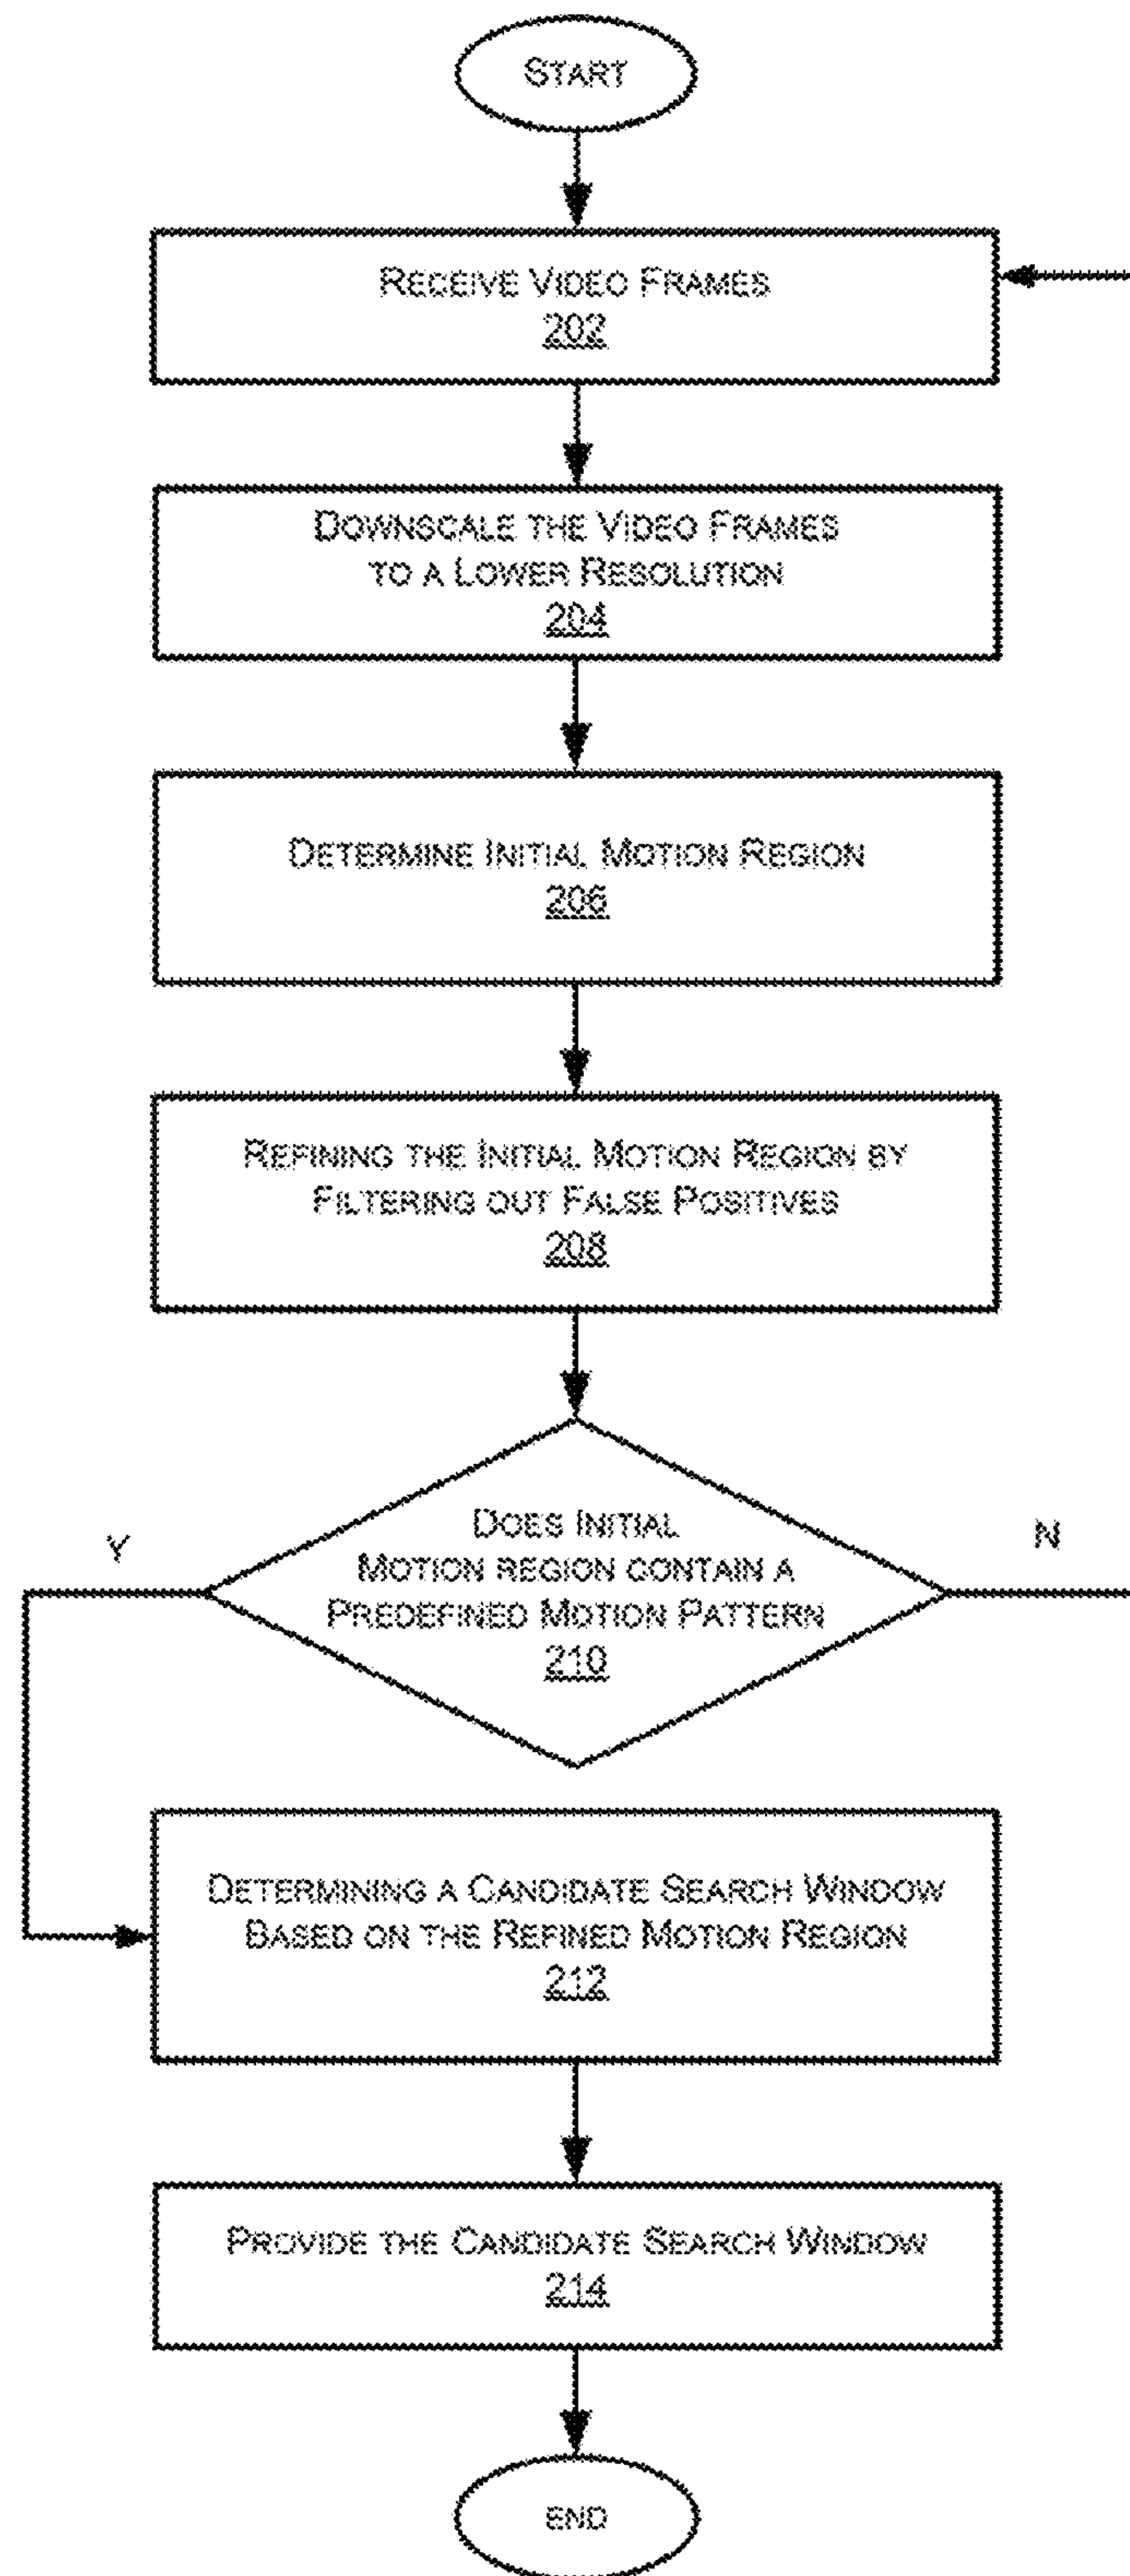 START
RECEIVE VIDEO FRAMES
202
DOWNSCALE THE VIDEO FRAMES
TO A LOWER RESOLUTION
204
DETERMINE INITIAL MOTION REGION
206
REFINING THE INITIAL MOTION REGION BY
FILTERING OUT FALSE POSITIVES
208
DOES INITIAL
MOTION REGION CONTAIN A
PREDEFINED MOTION PATTERN
210
Y
N
DETERMINING A CANDIDATE SEARCH WINDOW
BASED ON THE REFINED MOTION REGION
212
PROVIDE THE CANDIDATE SEARCH WINDOW
214
END